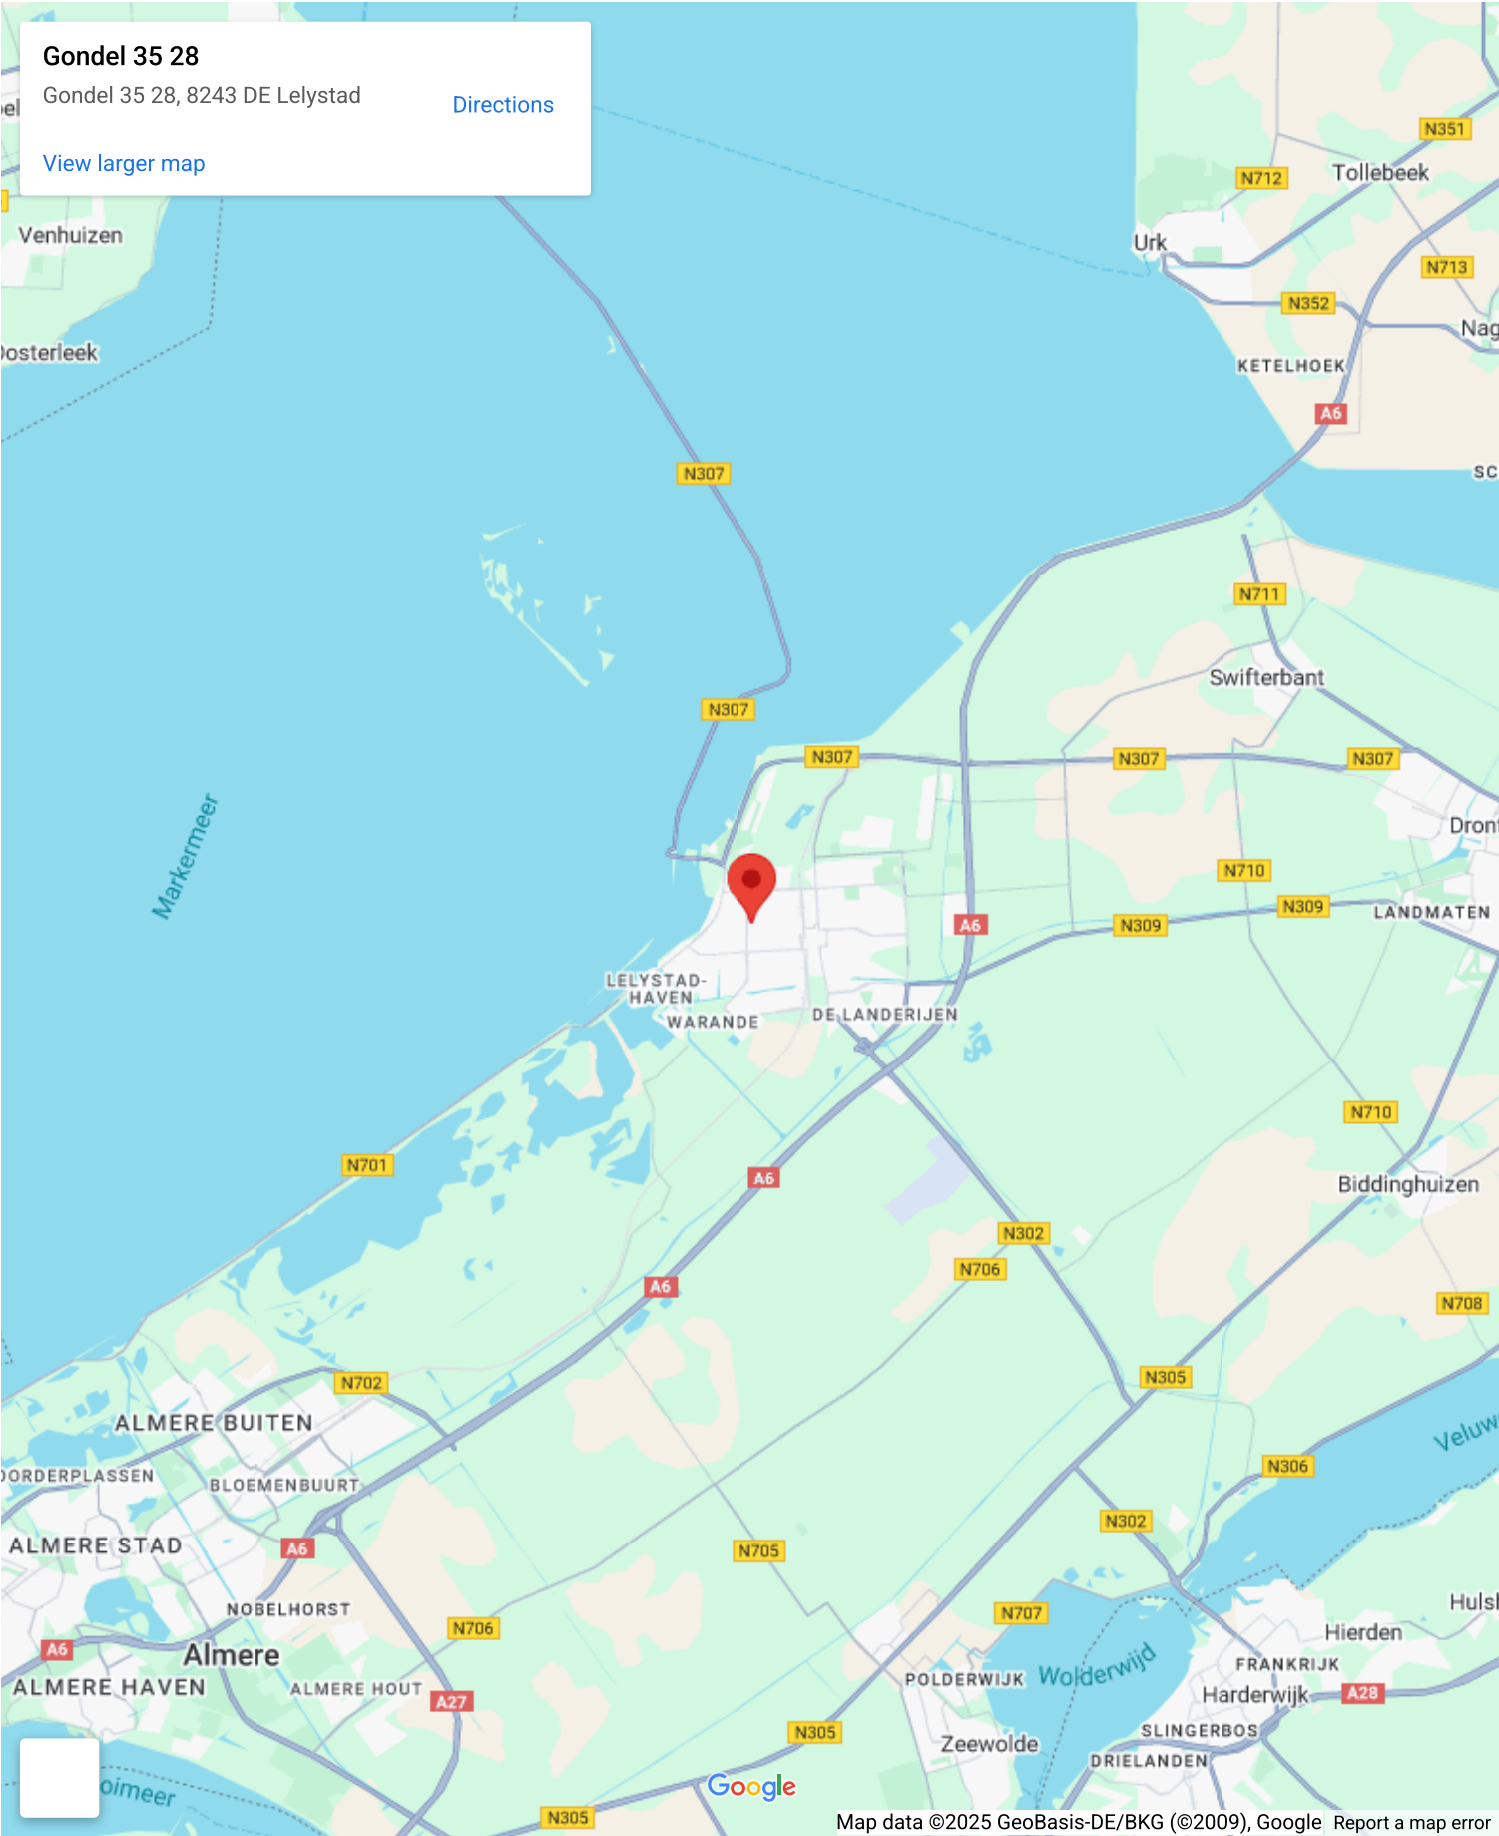 Gondel 35 28
Gondel 35 28, 8243 DE Lelystad
Directions
View larger map
N351
Tollebeek
N712
Venhuizen
Urk
N713
N352
Nag
Oosterleek
KETELHOEK
A6
N307
N711
Swifterbant
N307
N307
N307
N307
Markermeer
Dront
N710
N309
LANDMATEN
A6
N309
LELYSTAD-
HAVEN
WARANDE
DE LANDERIJEN
N710
N701
A6
Biddinghuizen
N302
N706
A6
N708
N305
N702
ALMERE BUITEN
Veluw
N306
OORDERPLASSEN
BLOEMENBUURT
N302
ALMERE STAD
A6
N705
NOBELHORST
N706
N707
Hulsh
Hierden
A6
Almere
FRANKRIJK
Wolderwijd
POLDERWIJK
ALMERE HAVEN
ALMERE HOUT
A27
Harderwijk
A28
N305
SLINGERBOS
Zeewolde
DRIELANDEN
oimeer
Google
N305
Map data ©2025 GeoBasis-DE/BKG (©2009), Google
Report a map error